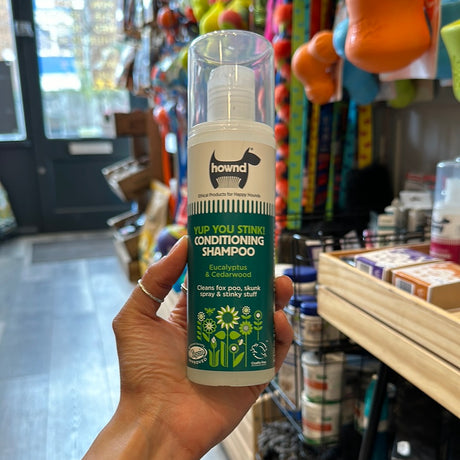 hownd
Ethical Products for Happy Hounds
YUP YOU STINK!
CONDITIONING
SHAMPOO
Eucalyptus
& Cedarwood
Cleans fox poo, skunk
spray & stinky stuff